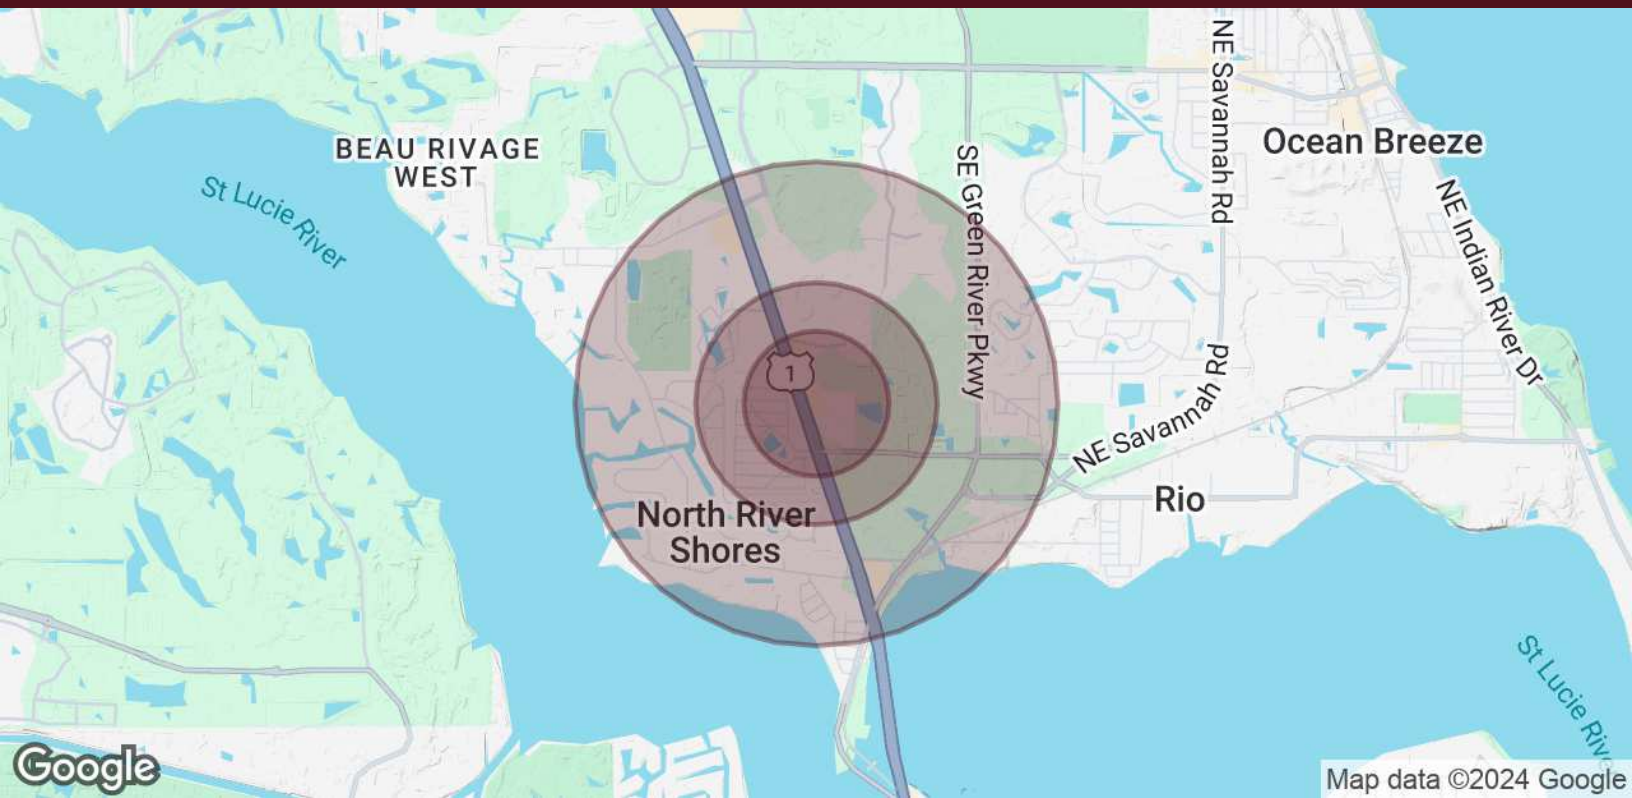 NE Savannah Rd
BEAU RIVAGE
WEST
Ocean Breeze
St Lucie River
SE Green River Pkwy
NE Indian River Dr
1
NE Savannah Rd
North River
Shores
Rio
St Lucie Rive
Google
Map data ©2024 Google